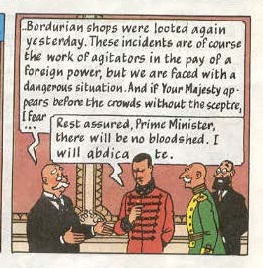 ..Bordurian shops were looted again
yesterday. These incidents are of course
the work of agitators in the pay of a
foreign power, but we are faced with a
dangerous situation. And if Your Majesty ap-
pears before the crowds without the sceptre,
I fear
...
Rest assured, Prime Minister,
there will be no bloodshed. I
will abdica te.